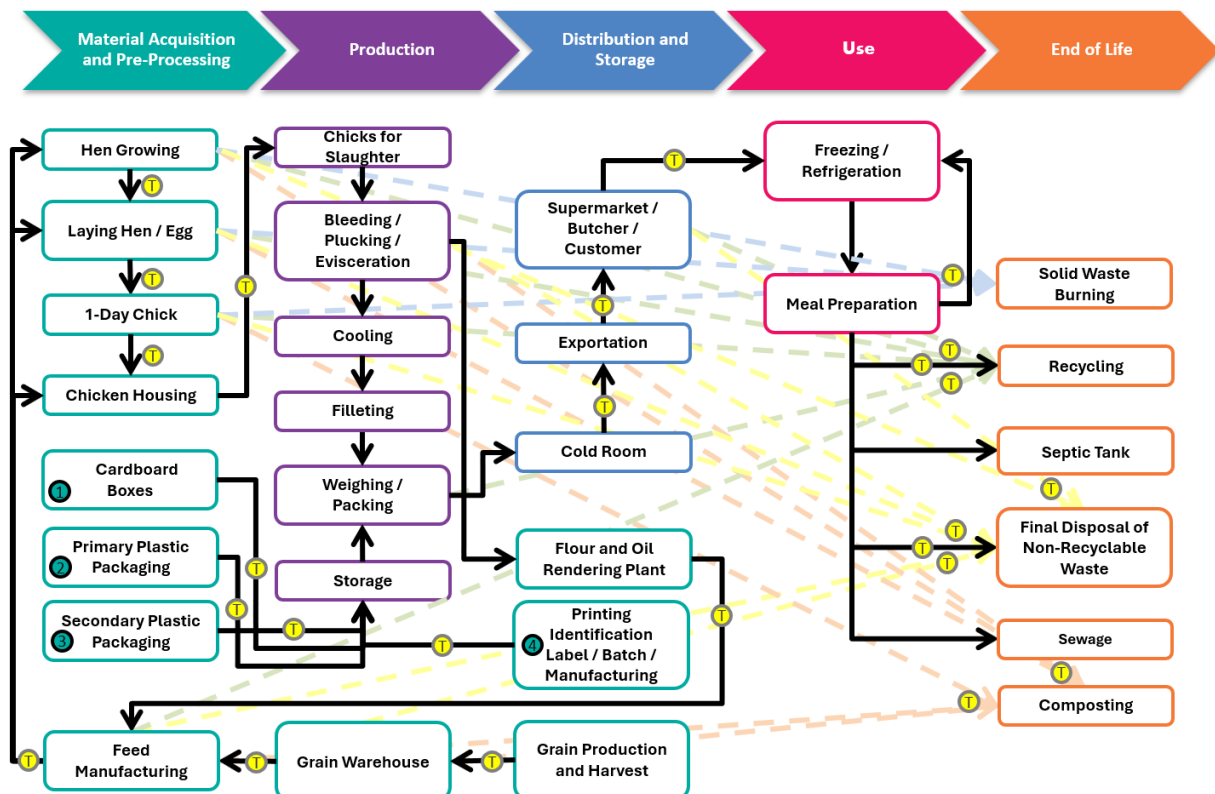 Material Acquisition
and Pre-Processing
Production
Distribution and
Storage
Use
End of Life
Hen Growing
T
Laying Hen / Egg
T
1-Day Chick
T
Chicken Housing
T
Cardboard
Boxes
1
Primary Plastic
Packaging
2
T
Secondary Plastic
Packaging
3
T
T
Feed
Manufacturing
T
Chicks for
Slaughter
Bleeding /
Plucking /
Evisceration
Cooling
Filleting
Weighing /
Packing
Storage
Grain Warehouse
T
Supermarket /
Butcher /
Customer
T
T
Exportation
T
Cold Room
Flour and Oil
Rendering Plant
T
Printing
Identification
Label / Batch /
Manufacturing
4
T
Grain Production
and Harvest
T
Freezing /
Refrigeration
Meal Preparation
T
Solid Waste
Burning
T
T
T
Recycling
Septic Tank
T
T
T
T
Final Disposal of
Non-Recyclable
Waste
Sewage
T
T
Composting